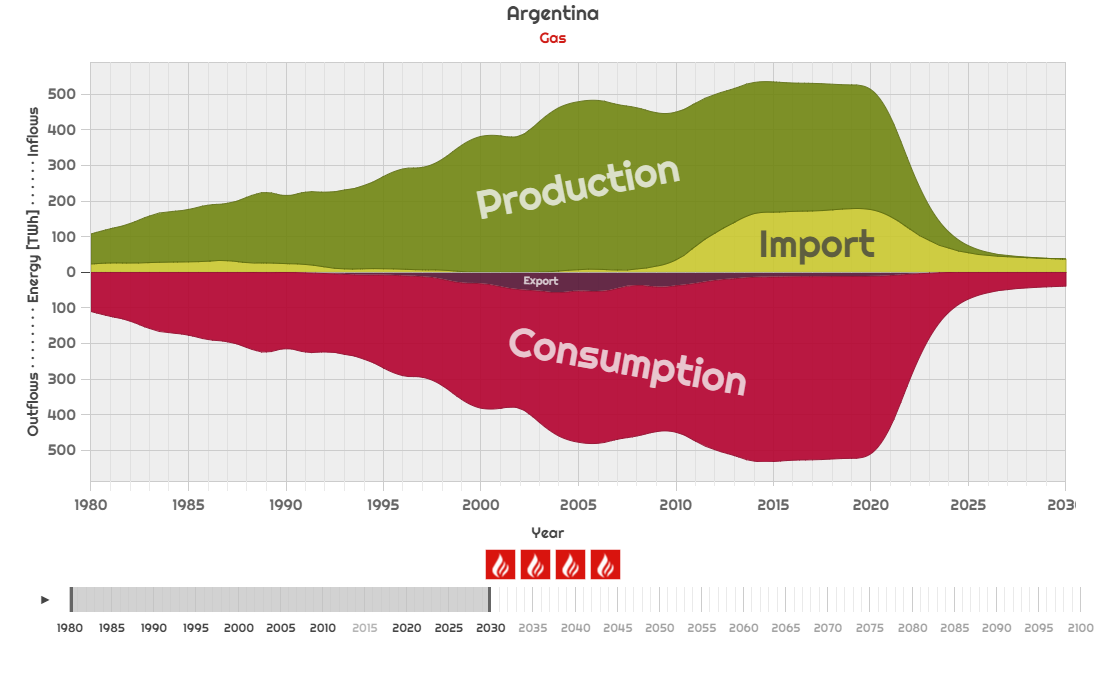 Argentina
Gas
Outflows · · · · · · · Energy [TWh] · · · · · · Inflows
500
400
300
200
100
0
100
200
300
400
500
Production
Import
Export
Consumption
1980 1985 1990 1995 2000 2005 2010 2015 2020 2025 2030
Year
1980 1985 1990 1995 2000 2005 2010 2015 2020 2025 2030 2035 2040 2045 2050 2055 2060 2065 2070 2075 2080 2085 2090 2095 2100